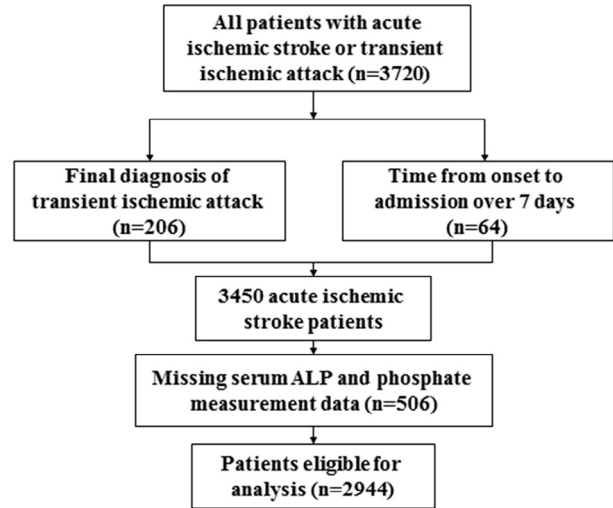 All patients with acute
ischemic stroke or transient
ischemic attack (n=3720)
Final diagnosis of
transient ischemic attack
(n=206)
Time from onset to
admission over 7 days
(n=64)
3450 acute ischemic
stroke patients
Missing serum ALP and phosphate
measurement data (n=506)
Patients eligible for
analysis (n=2944)